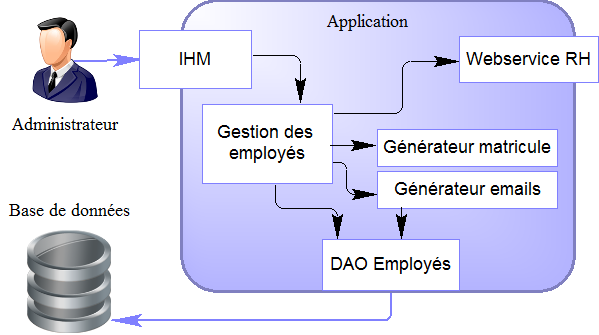 Application
IHM
Webservice RH
Administrateur
Gestion des
employés
Générateur matricule
Générateur emails
Base de données
DAO Employés